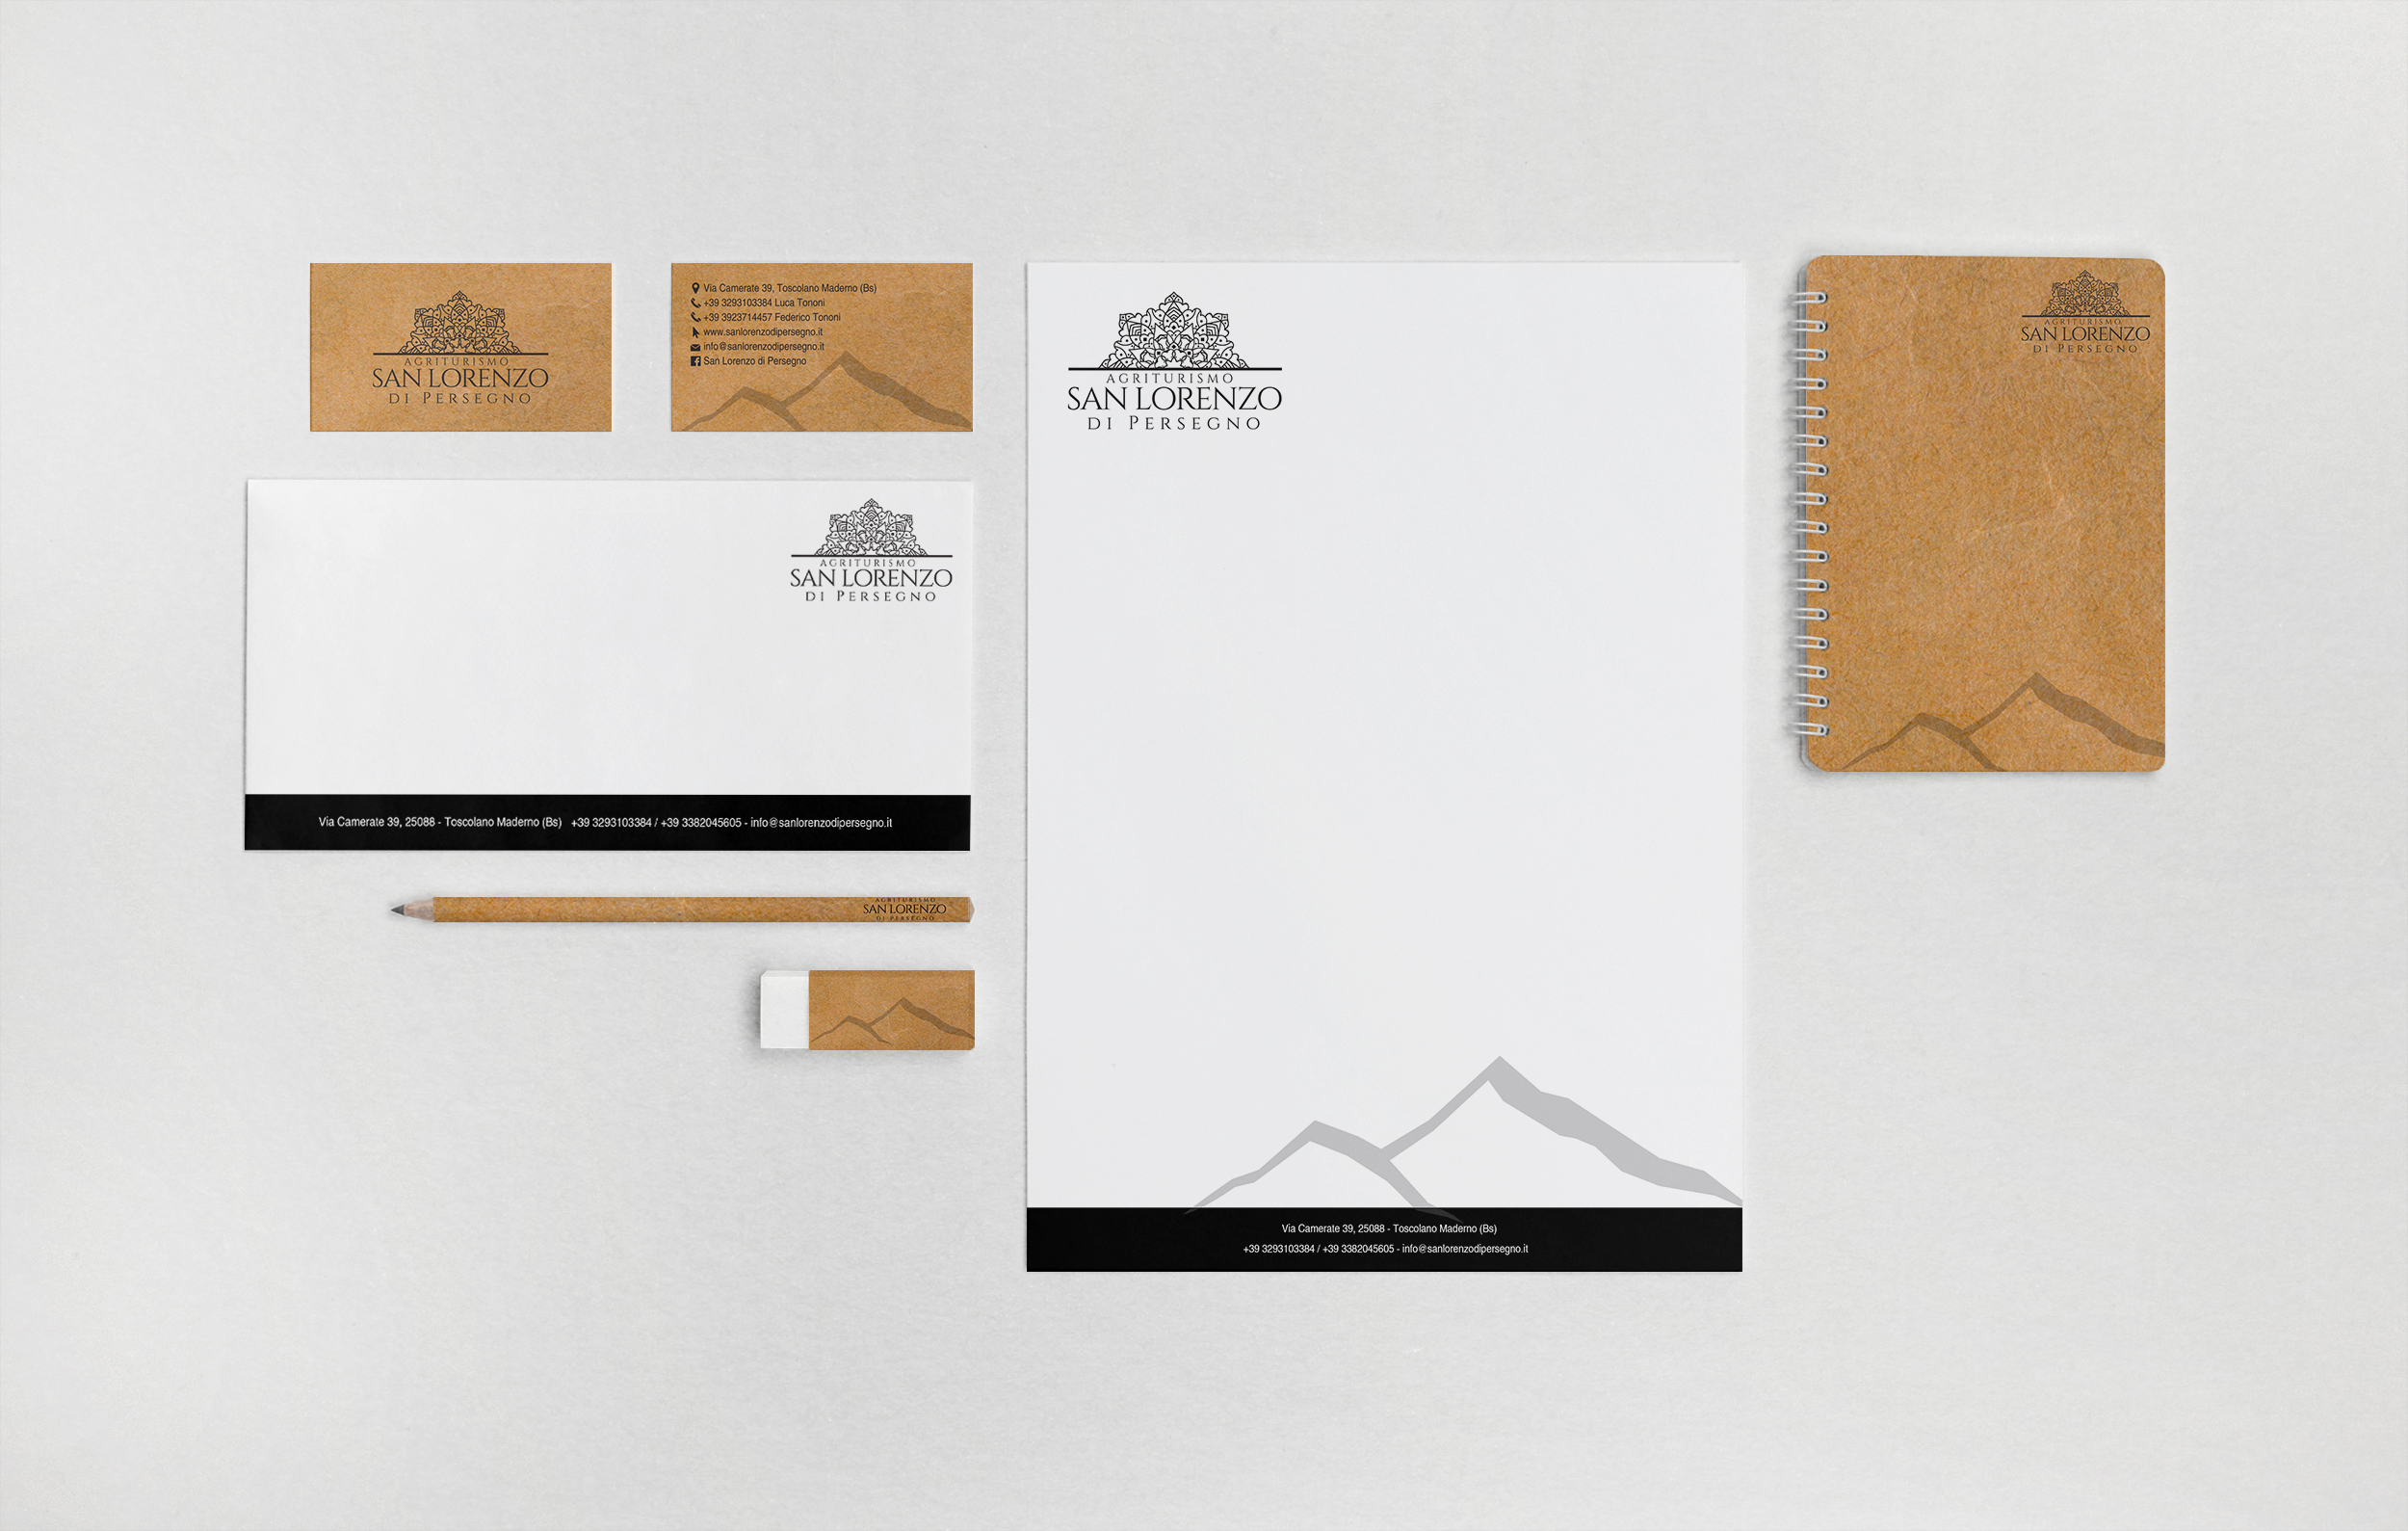 AGRITURISMO
SAN LORENZO
DI PERSEGNO
Via Camerate 39, Toscolano Maderno (Bs)
+39 3293103384 Luca Tononi
+39 3923714457 Federico Tononi
www.sanlorenzodipersegno.it
info@sanlorenzodipersegno.it
San Lorenzo di Persegno
AGRITURISMO
SAN LORENZO
DI PERSEGNO
Via Camerate 39, 25088 - Toscolano Maderno (Bs) +39 3293103384 / +39 3382045605 - info@sanlorenzodipersegno.it
AGRITURISMO
SAN LORENZO
DI PERSEGNO
AGRITURISMO
SAN LORENZO
DI PERSEGNO
Via Camerate 39, 25088 - Toscolano Maderno (Bs)
+39 3293103384 / +39 3382045605 - info@sanlorenzodipersegno.it
AGRITURISMO
SAN LORENZO
DI PERSEGNO